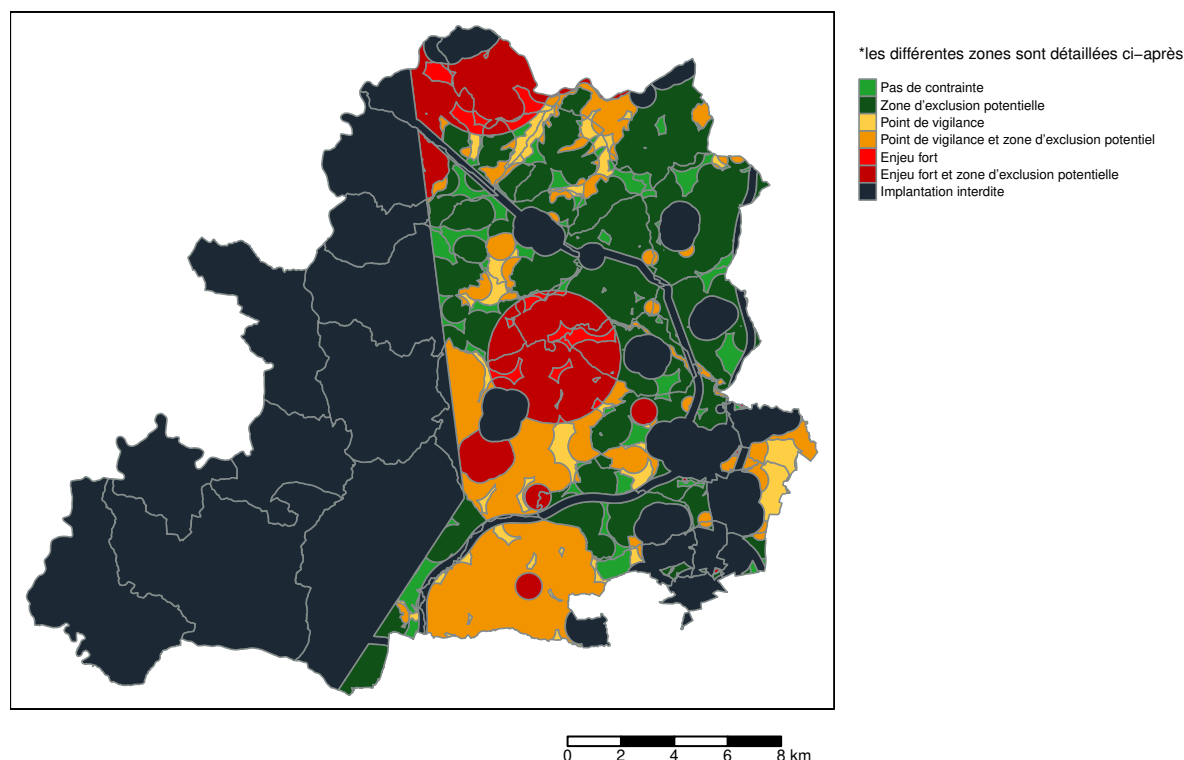 *les différentes zones sont détaillées ci−après
Pas de contrainte
Zone d'exclusion potentielle
Point de vigilance
Point de vigilance et zone d'exclusion potentiel
Enjeu fort
Enjeu fort et zone d'exclusion potentielle
Implantation interdite
0 2 4 6 8 km